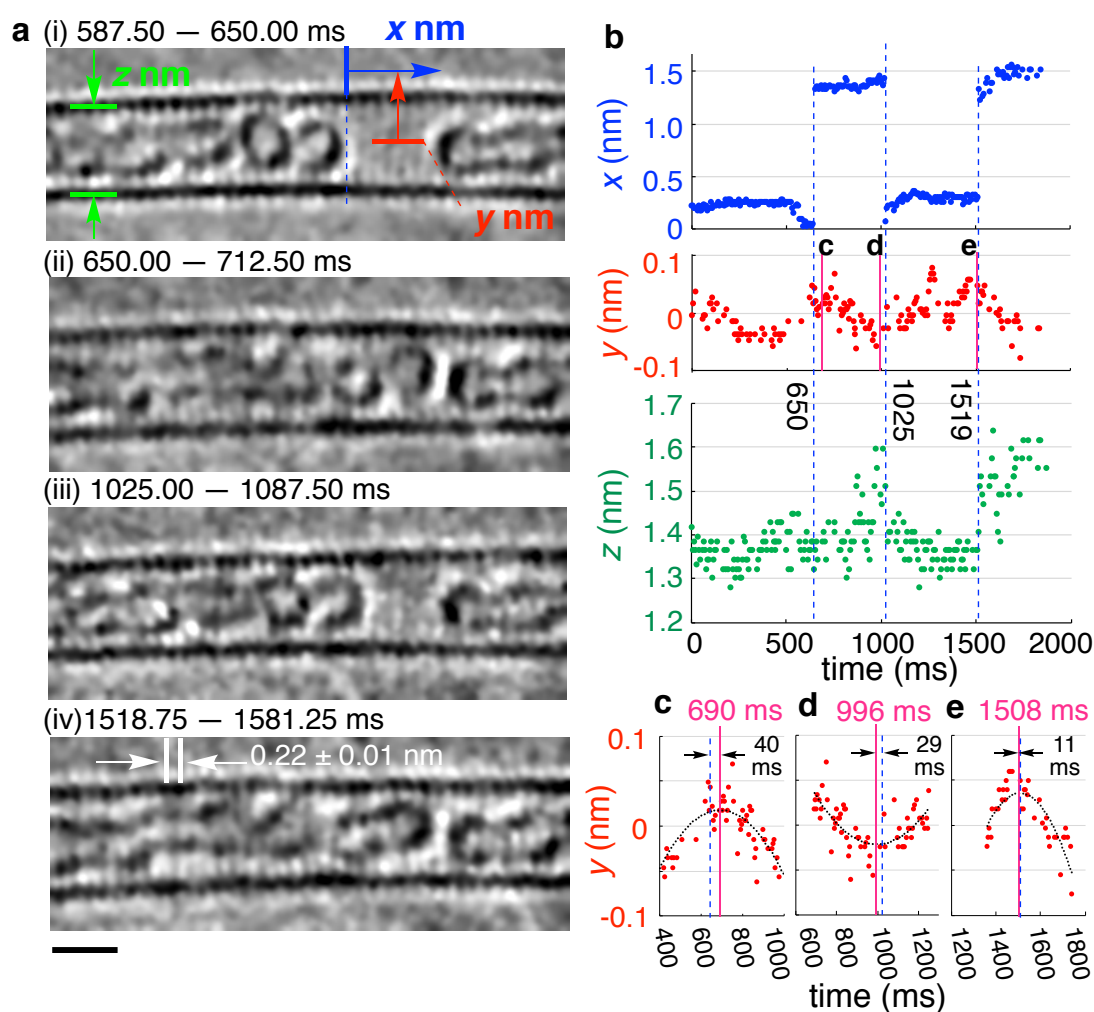 a (i) 587.50 — 650.00 ms
x nm
z nm
y nm
(ii) 650.00 — 712.50 ms
(iii) 1025.00 — 1087.50 ms
(iv)1518.75 — 1581.25 ms
0.22 ± 0.01 nm
b
1.5
1.0
0.5
0
x (nm)
c d e
0.1
0
-0.1
y (nm)
650
1025
1519
1.7
1.6
1.5
1.4
1.3
1.2
z (nm)
0 500 1000 1500 2000
time (ms)
c 690 ms
d 996 ms
e 1508 ms
40 ms
29 ms
11 ms
0.1
0
-0.1
y (nm)
400 600 800 1000
600 800 1000 1200
1200 1400 1600 1800
time (ms)